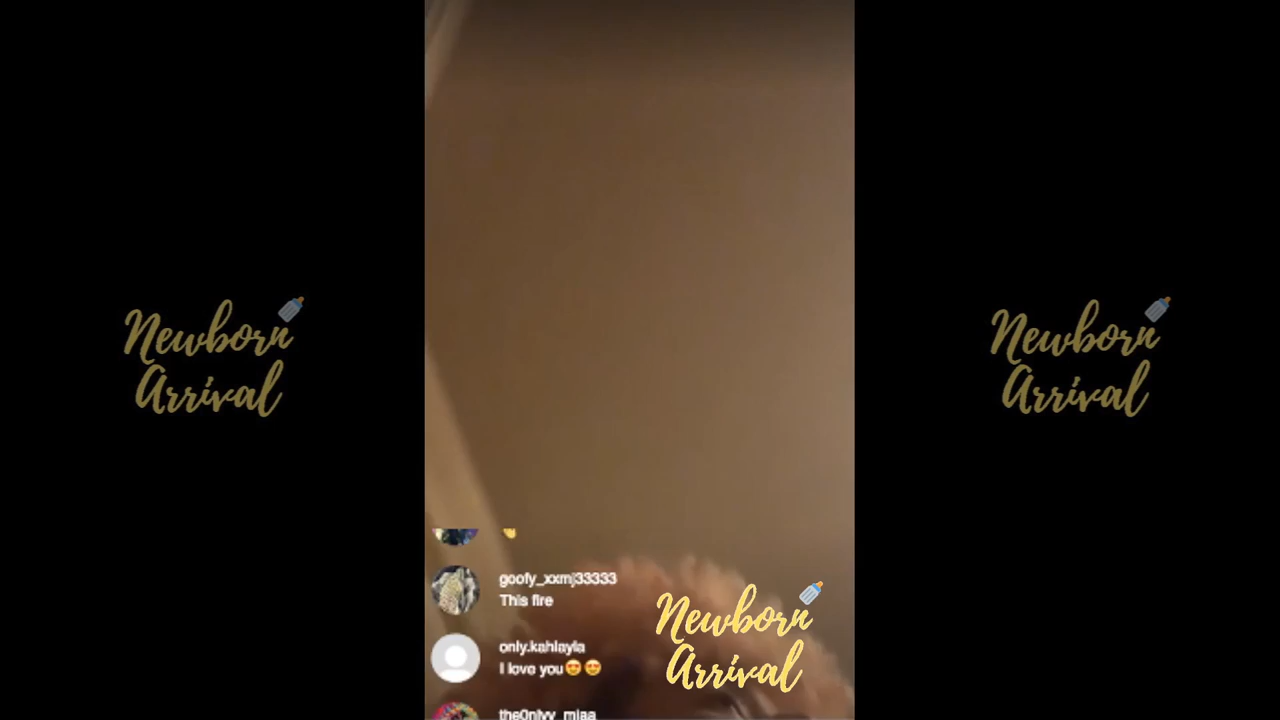 Newborn
Arrival
goofy_xxmj33333
This fire
only.kahlayla
I love you😍😍
Newborn
Arrival
Newborn
Arrival